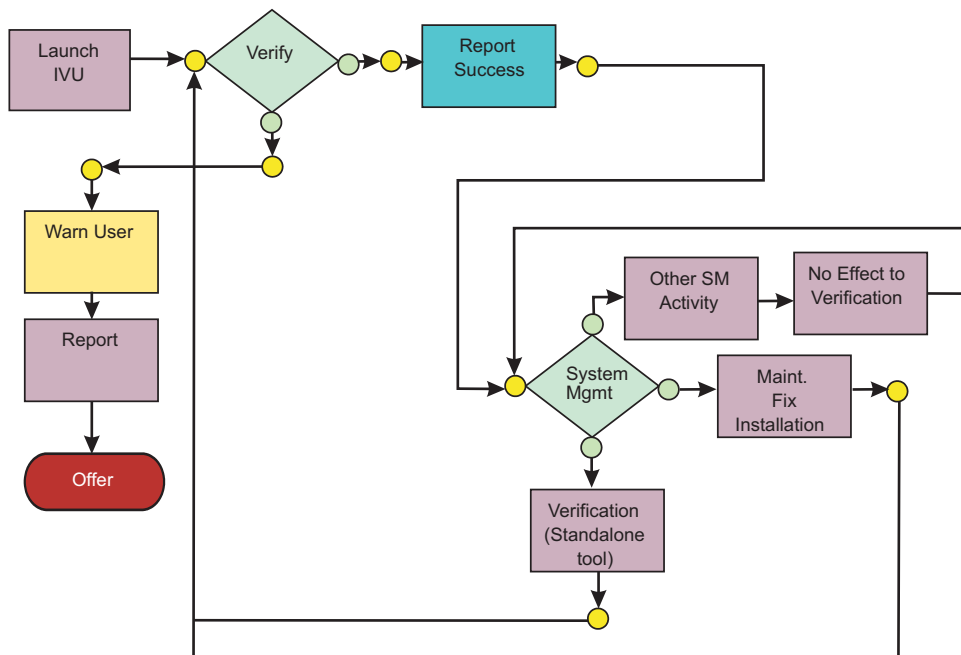 Launch
IVU
Verify
Report
Success
Warn User
Report
Offer
Other SM
Activity
No Effect to
Verification
System
Mgmt
Maint.
Fix
Installation
Verification
(Standalone
tool)